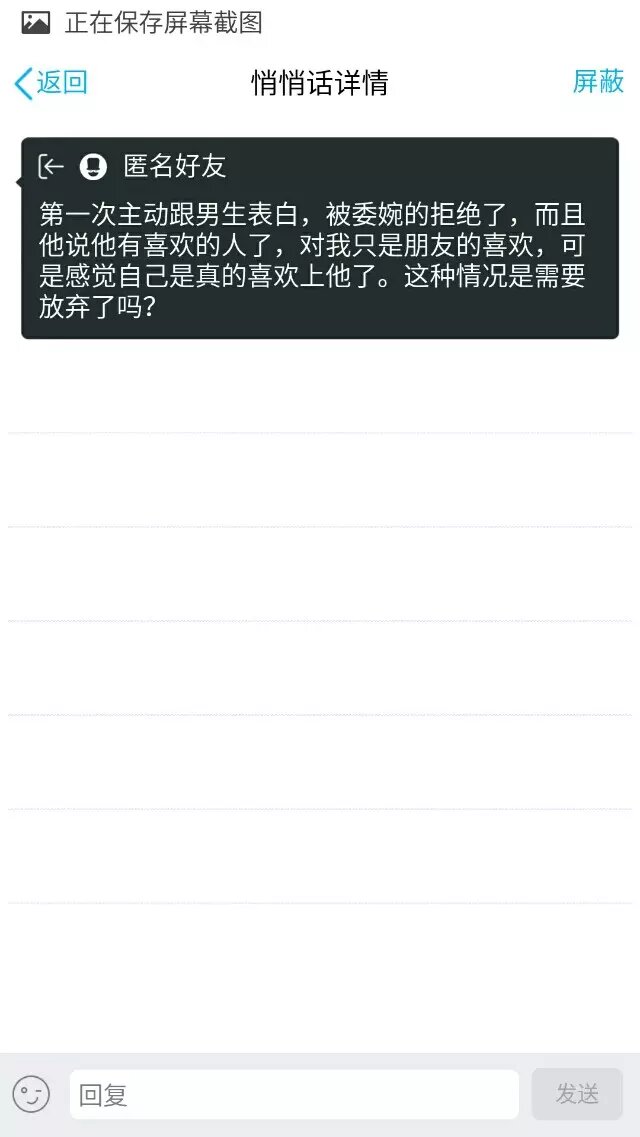 正在保存屏幕截图
返回
悄悄话详情
屏蔽
匿名好友
第一次主动跟男生表白，被委婉的拒绝了，而且
他说他有喜欢的人了，对我只是朋友的喜欢，可
是感觉自己是真的喜欢上他了。这种情况是需要
放弃了吗？
回复
发送